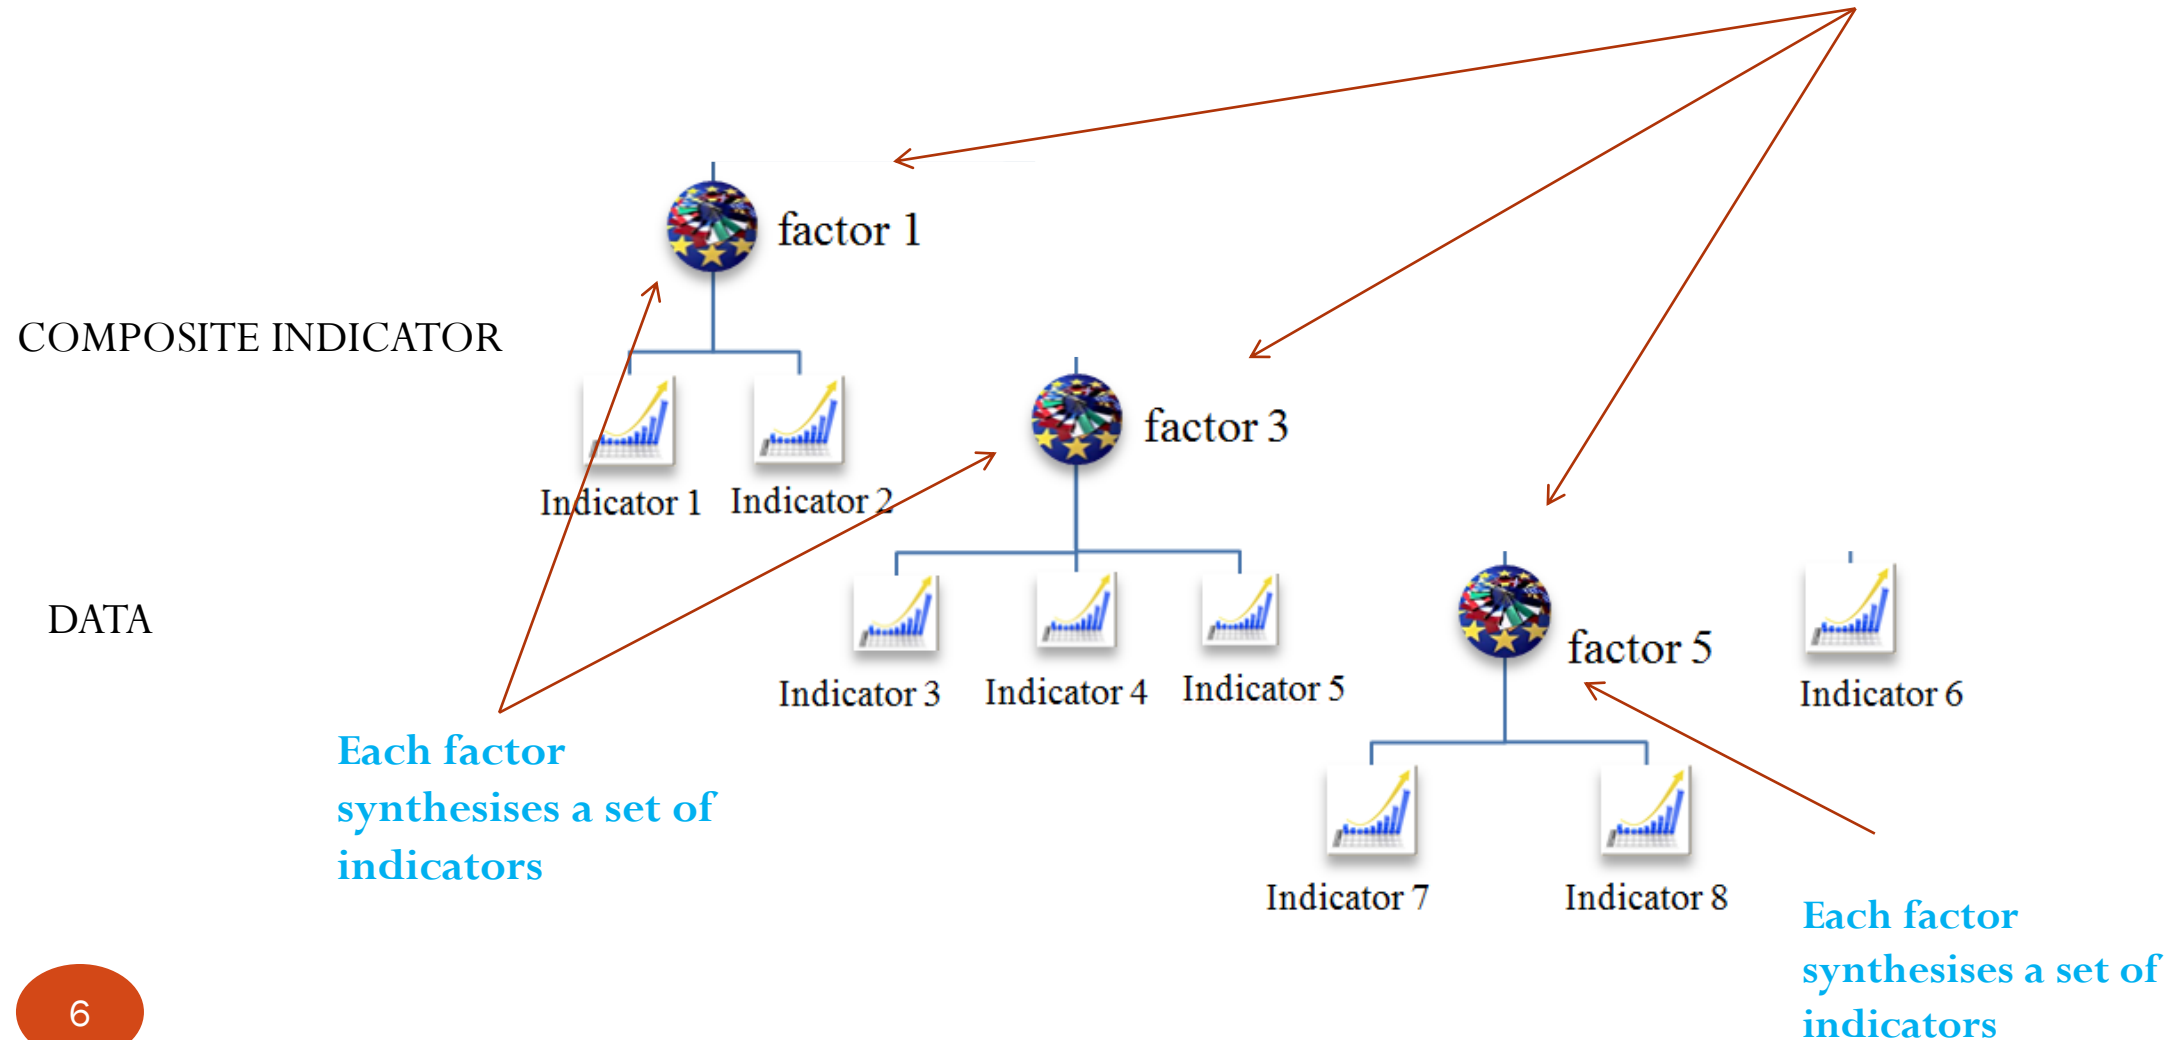 factor 1
COMPOSITE INDICATOR
factor 3
Indicator 1
Indicator 2
DATA
factor 5
Indicator 3
Indicator 4
Indicator 5
Indicator 6
Each factor
synthesises a set of
indicators
Indicator 7
Indicator 8
Each factor
synthesises a set of
indicators
6